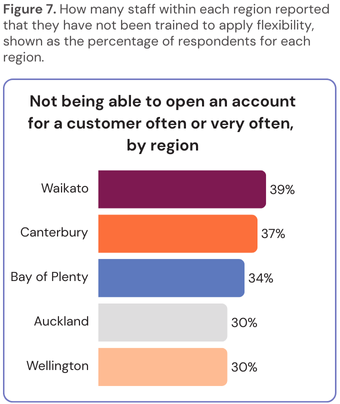 Figure 7. How many staff within each region reported
that they have not been trained to apply flexibility,
shown as the percentage of respondents for each
region.
Not being able to open an account
for a customer often or very often,
by region
Waikato 39%
Canterbury 37%
Bay of Plenty 34%
Auckland 30%
Wellington 30%